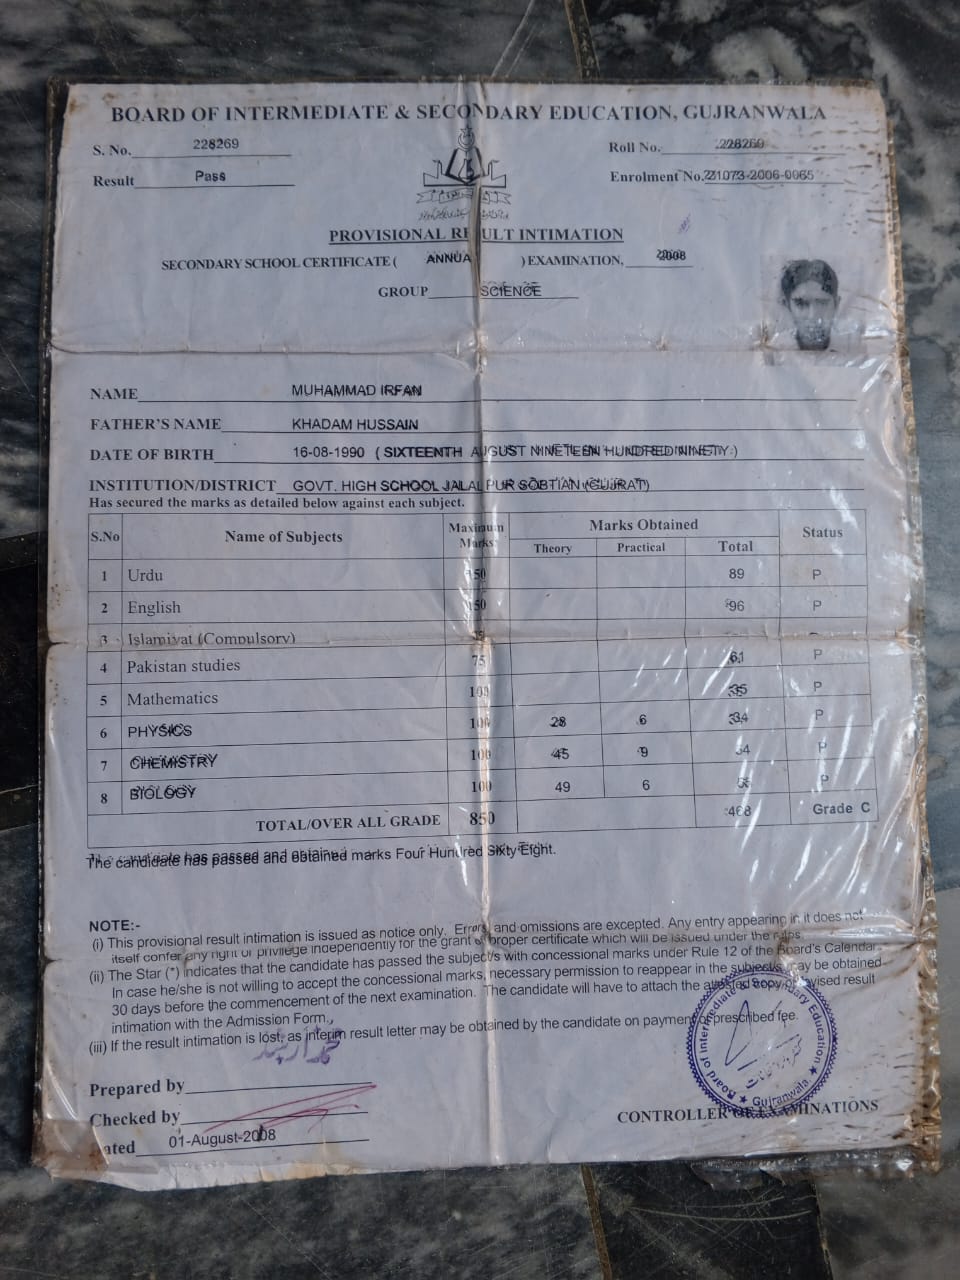 BOARD OF INTERMEDIATE & SECONDARY EDUCATION, GUJRANWALA
S. No. 228269
Roll No. 228269
Result Pass
Enrolment No. 21073-2006-0065
PROVISIONAL RESULT INTIMATION
SECONDARY SCHOOL CERTIFICATE ( ANNUA ) EXAMINATION, 2008
GROUP SCIENCE
NAME MUHAMMAD IRFAN
FATHER'S NAME KHADAM HUSSAIN
DATE OF BIRTH 16-08-1990 ( SIXTEENTH AUGUST NINETEEN HUNDRED NINETY )
INSTITUTION/DISTRICT GOVT. HIGH SCHOOL JALAL PUR SOBTIAN (GUJRAT)
Has secured the marks as detailed below against each subject.
S.No Name of Subjects Maximum Marks Marks Obtained Status
Theory Practical Total
1 Urdu 150 89 P
2 English 150 96 P
3 Islamiyat (Compulsory)
4 Pakistan studies 75 61 P
5 Mathematics 100 35 P
6 PHYSICS 100 28 6 34 P
7 CHEMISTRY 100 45 9 54 P
8 BIOLOGY 100 49 6 P
TOTAL/OVER ALL GRADE 850 468 Grade C
The candidate has passed and obtained marks Four Hundred Sixty Eight.
NOTE:-
(i) This provisional result intimation is issued as notice only. Errors and omissions are excepted. Any entry appearing in it does not
itself confer any right or privilege independently for the grant of proper certificate which will be issued under the rules.
(ii) The Star (*) indicates that the candidate has passed the subject/s with concessional marks under Rule 12 of the Board's Calendar.
In case he/she is not willing to accept the concessional marks, necessary permission to reappear in the subject/s may be obtained
30 days before the commencement of the next examination. The candidate will have to attach the attested copy of result
intimation with the Admission Form.,
(iii) If the result intimation is lost, as interim result letter may be obtained by the candidate on payment prescribed fee.
محمد ارشد
Board of Intermediate & Secondary Education
Gujranwala
Prepared by
Checked by
CONTROLLER OF EXAMINATIONS
ated 01-August-2008